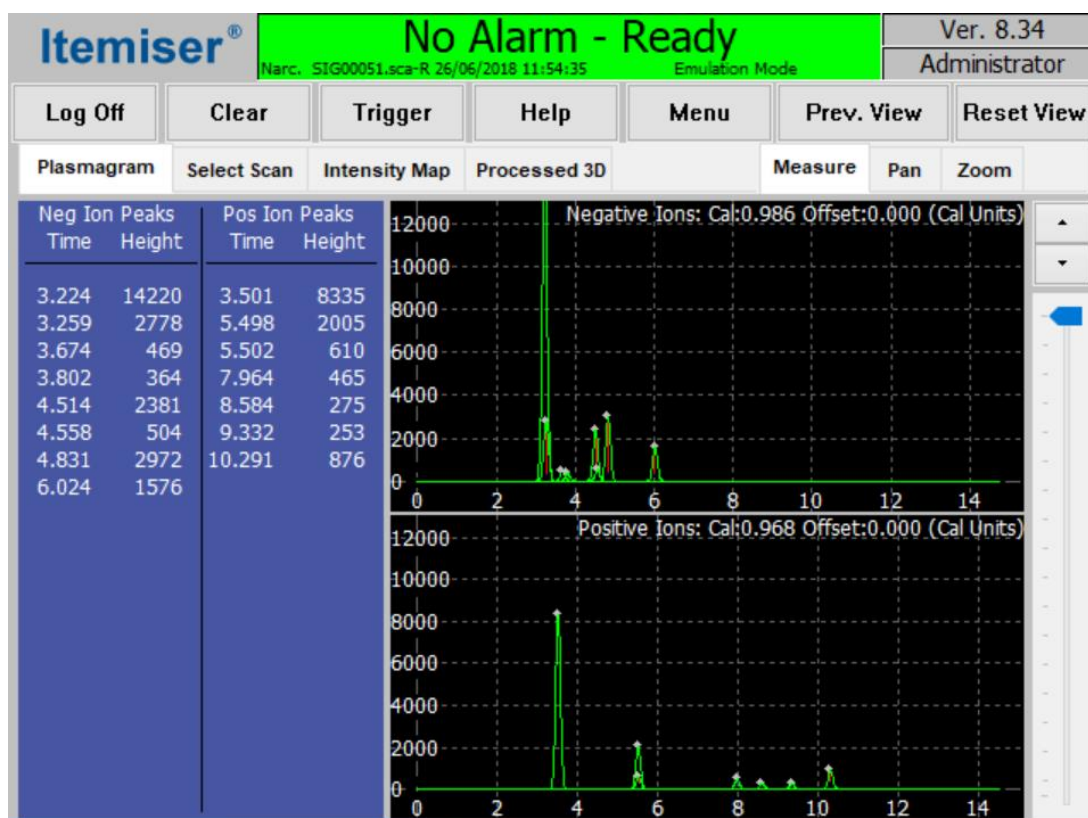 Itemiser®
No Alarm - Ready
Narc. SIG00051.sca-R 26/06/2018 11:54:35 Emulation Mode
Ver. 8.34
Administrator
Log Off Clear Trigger Help Menu Prev. View Reset View
Plasmagram Select Scan Intensity Map Processed 3D Measure Pan Zoom
Neg Ion Peaks Pos Ion Peaks
Time Height Time Height
3.224 14220 3.501 8335
3.259 2778 5.498 2005
3.674 469 5.502 610
3.802 364 7.964 465
4.514 2381 8.584 275
4.558 504 9.332 253
4.831 2972 10.291 876
6.024 1576
Negative Ions: Cal:0.986 Offset:0.000 (Cal Units)
12000
10000
8000
6000
4000
2000
0
0 2 4 6 8 10 12 14
Positive Ions: Cal:0.968 Offset:0.000 (Cal Units)
12000
10000
8000
6000
4000
2000
0
0 2 4 6 8 10 12 14